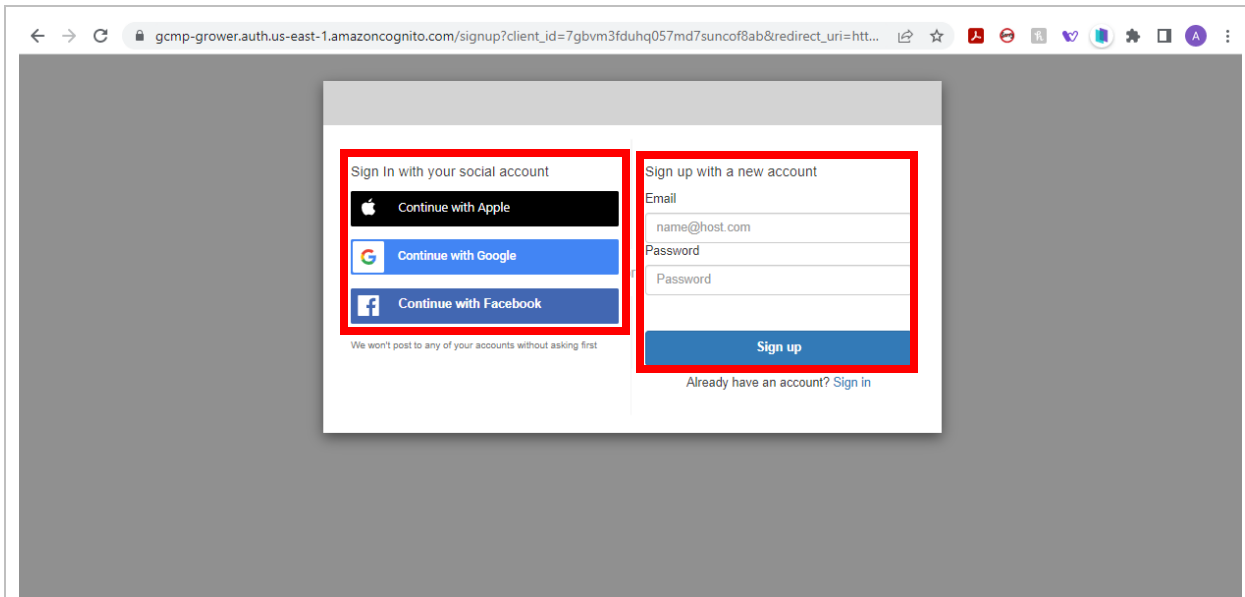 gcmp-grower.auth.us-east-1.amazoncognito.com/signup?client_id=7gbvm3fduhq057md7suncof8ab&redirect_uri=htt...
A
Sign In with your social account
Continue with Apple
Continue with Google
Continue with Facebook
We won't post to any of your accounts without asking first
Sign up with a new account
Email
name@host.com
Password
Password
Sign up
Already have an account? Sign in